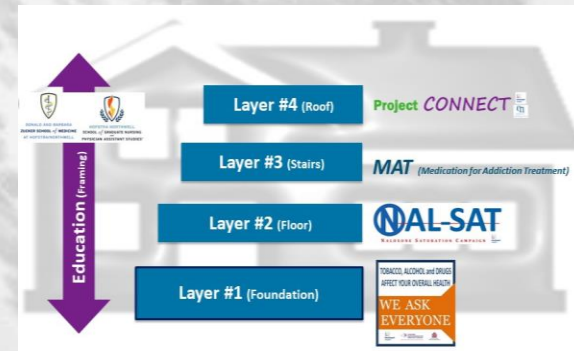 DONALD AND BARBARA
ZUCKER SCHOOL of MEDICINE
AT HOFSTRA/NORTHWELL
HOFSTRA NORTHWELL
SCHOOL of GRADUATE NURSING
AND
PHYSICIAN ASSISTANT STUDIES
Education (Framing)
Layer #4 (Roof)
Project CONNECT
Layer #3 (Stairs)
MAT (Medication for Addiction Treatment)
Layer #2 (Floor)
NAL-SAT
NALOXONE SATURATION CAMPAIGN
Layer #1 (Foundation)
TOBACCO, ALCOHOL and DRUGS
AFFECT YOUR OVERALL HEALTH
WE ASK
EVERYONE